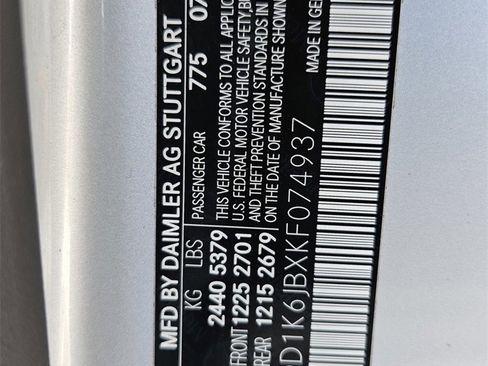 MFD BY DAIMLER AG STUTTGART 07
KG LBS PASSENGER CAR 775
2440 5379 THIS VEHICLE CONFORMS TO ALL APPLIC
FRONT 1225 2701 U.S. FEDERAL MOTOR VEHICLE SAFETY, B
REAR 1215 2679 AND THEFT PREVENTION STANDARDS IN
ON THE DATE OF MANUFACTURE SHOWN
D1K6JBXKF074937 MADE IN GE